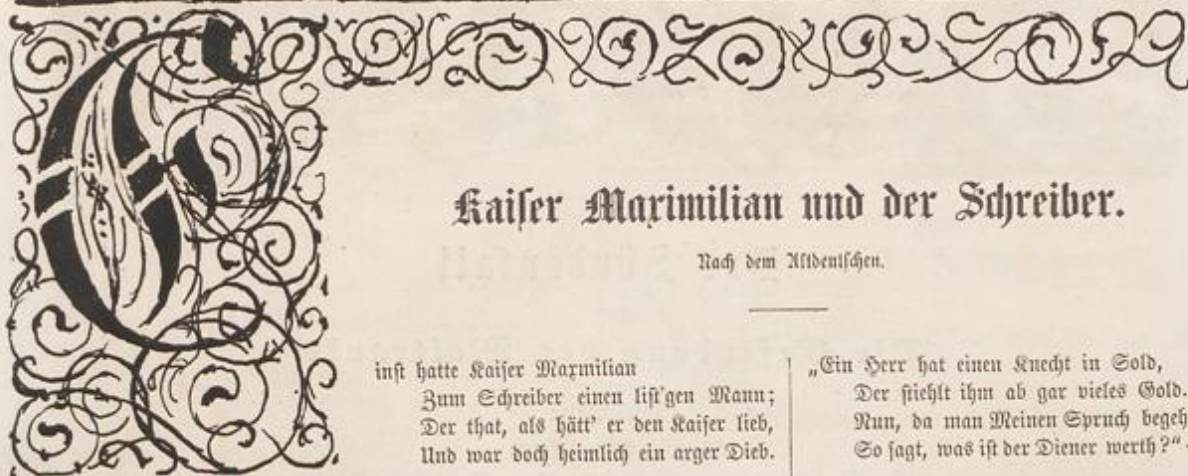 Kaiser Maximilian und der Schreiber.
Nach dem Altdeutschen.
Einst hatte Kaiser Maximilian
Zum Schreiber einen list'gen Mann;
Der that, als hätt' er den Kaiser lieb,
Und war doch heimlich ein arger Dieb.
„Ein Herr hat einen Knecht in Sold,
Der stiehlt ihm ab gar vieles Gold.
Nun, da man Meinen Spruch begeh
So sagt, was ist der Diener werth?“